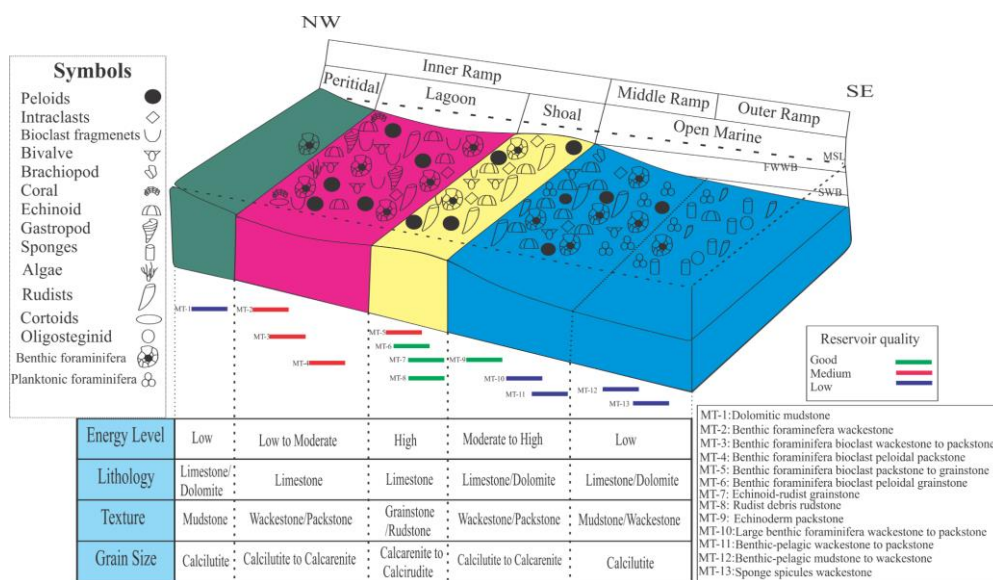 NW
SE
Inner Ramp
Middle Ramp
Outer Ramp
Peritidal
Lagoon
Shoal
Open Marine
MSL
FWWB
SWB
Symbols
Peloids
Intraclasts
Bioclast fragmenets
Bivalve
Brachiopod
Coral
Echinoid
Gastropod
Sponges
Algae
Rudists
Cortoids
Oligosteginid
Benthic foraminifera
Planktonic foraminifera
MT-1
MT-2
MT-3
MT-4
MT-5
MT-6
MT-7
MT-8
MT-9
MT-10
MT-11
MT-12
MT-13
Reservoir quality
Good
Medium
Low
Energy Level
Low
Low to Moderate
High
Moderate to High
Low
Lithology
Limestone/
Dolomite
Limestone
Limestone
Limestone/Dolomite
Limestone/Dolomite
Texture
Mudstone
Wackestone/Packstone
Grainstone
/Rudstone
Wackestone/Packstone
Mudstone/Wackestone
Grain Size
Calcilutite
Calcilutite to Calcarenite
Calcarenite to
Calcirudite
Calcilutite to Calcarenite
Calcilutite
MT-1: Dolomitic mudstone
MT-2: Benthic foraminefera wackestone
MT-3: Benthic foraminifera bioclast wackestone to packstone
MT-4: Benthic foraminifera bioclast peloidal packstone
MT-5: Benthic foraminifera bioclast packstone to grainstone
MT-6: Benthic foraminifera bioclast peloidal grainstone
MT-7: Echinoid-rudist grainstone
MT-8: Rudist debris rudstone
MT-9: Echinoderm packstone
MT-10: Large benthic foraminifera wackestone to packstone
MT-11: Benthic-pelagic wackestone to packstone
MT-12: Benthic-pelagic mudstone to wackestone
MT-13: Sponge spicules wackestone